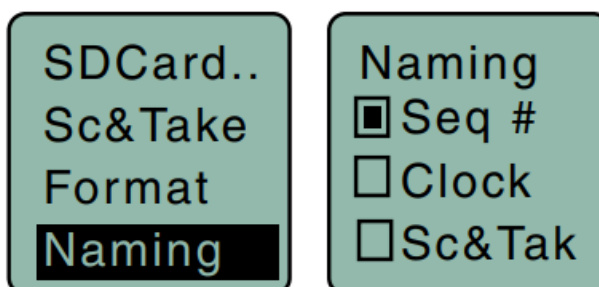 SDCard..
Sc&Take
Format
Naming
Naming
Seq #
Clock
Sc&Tak